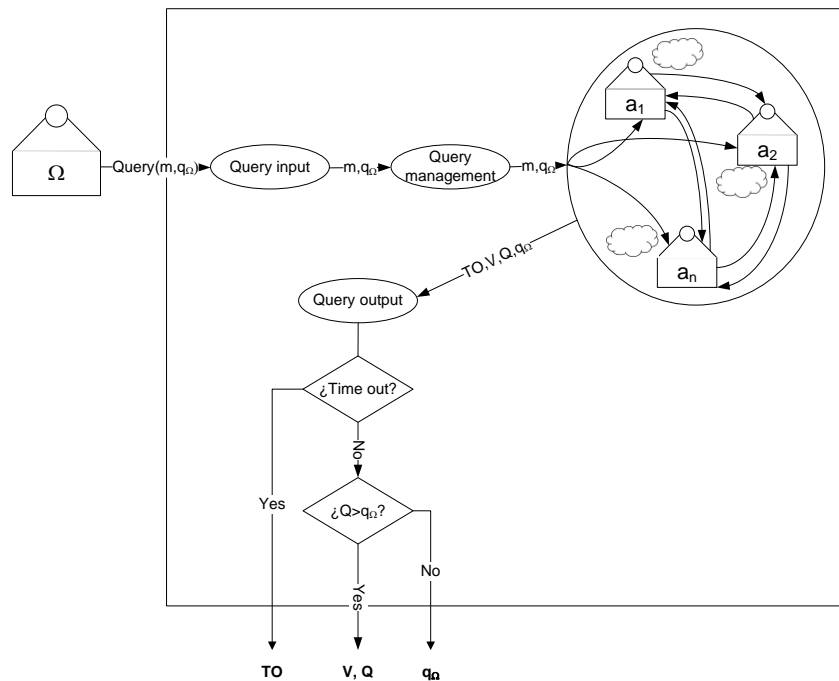 a₁
a₂
Ω
Query(m,qΩ)
Query input
m,qΩ
Query
management
m,qΩ
aₙ
TO,V,Q,qΩ
Query output
¿Time out?
No
Yes
¿Q>qΩ?
No
Yes
TO
V, Q
qΩ